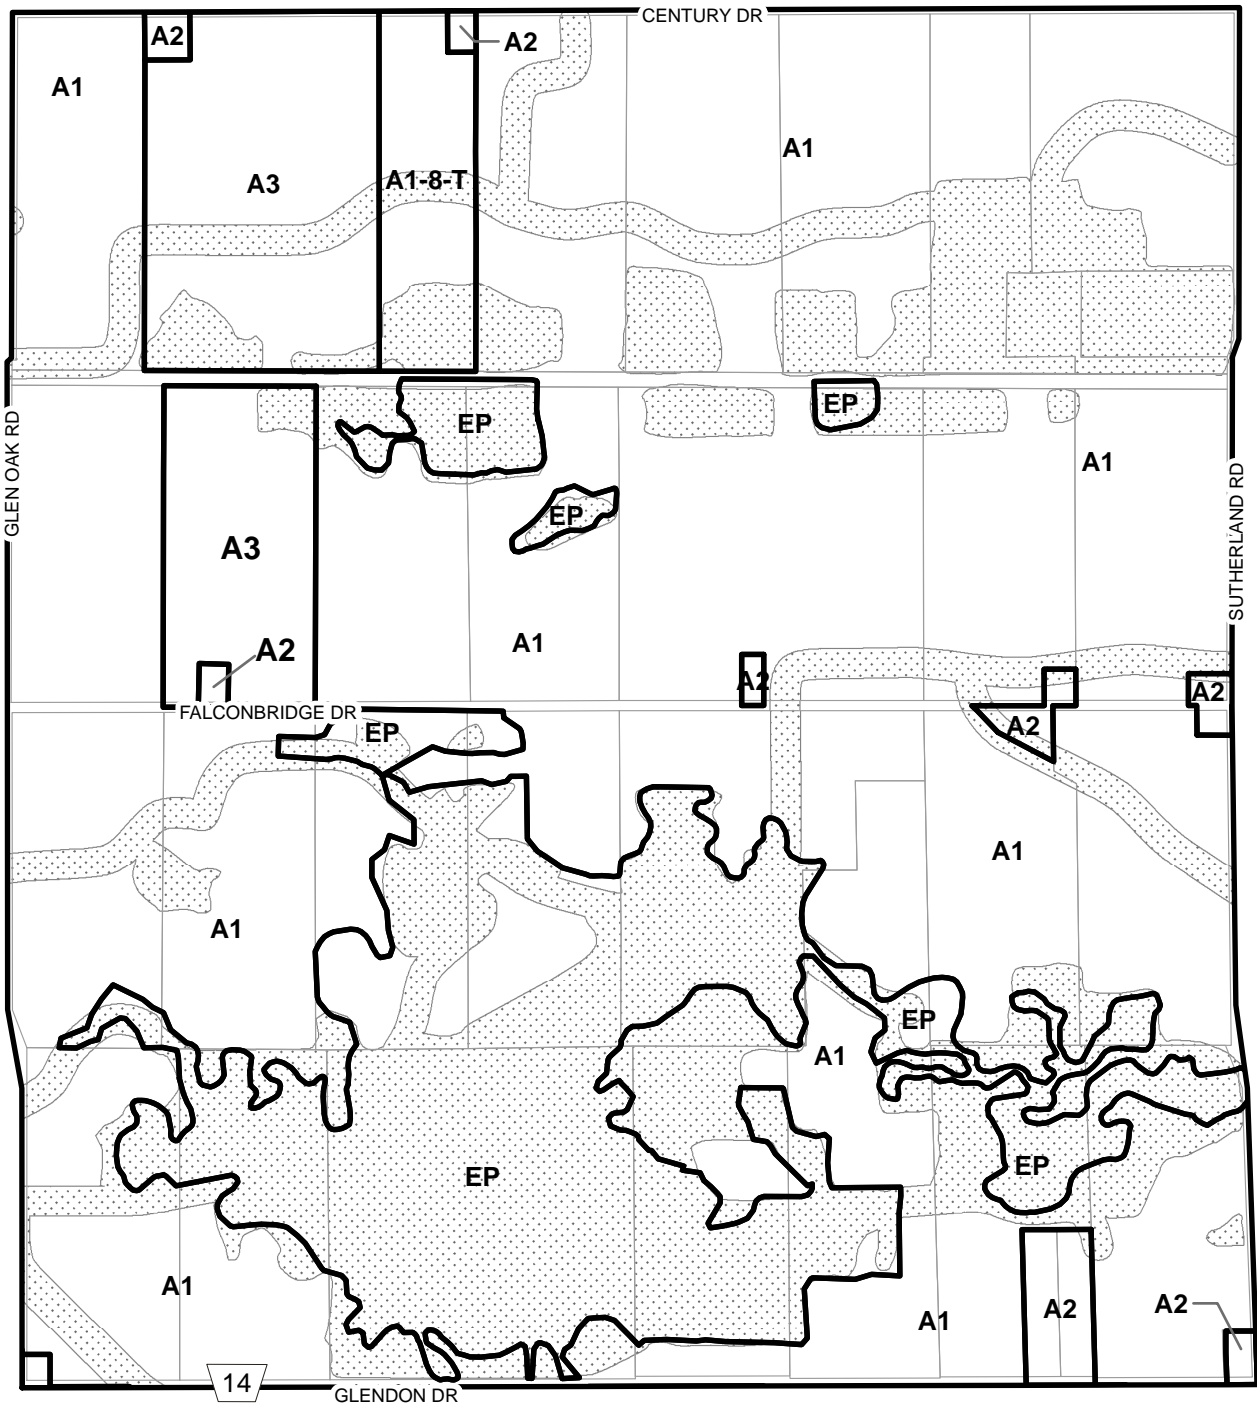 CENTURY DR
A2
A2
A1
A1
A3
A1-8-T
GLEN OAK RD
EP
EP
A1
SUTHERLAND RD
EP
A3
A1
A2
A2
A2
FALCONBRIDGE DR
EP
A2
A1
A1
EP
A1
EP
EP
A1
A2
A2
A1
14
GLENDON DR